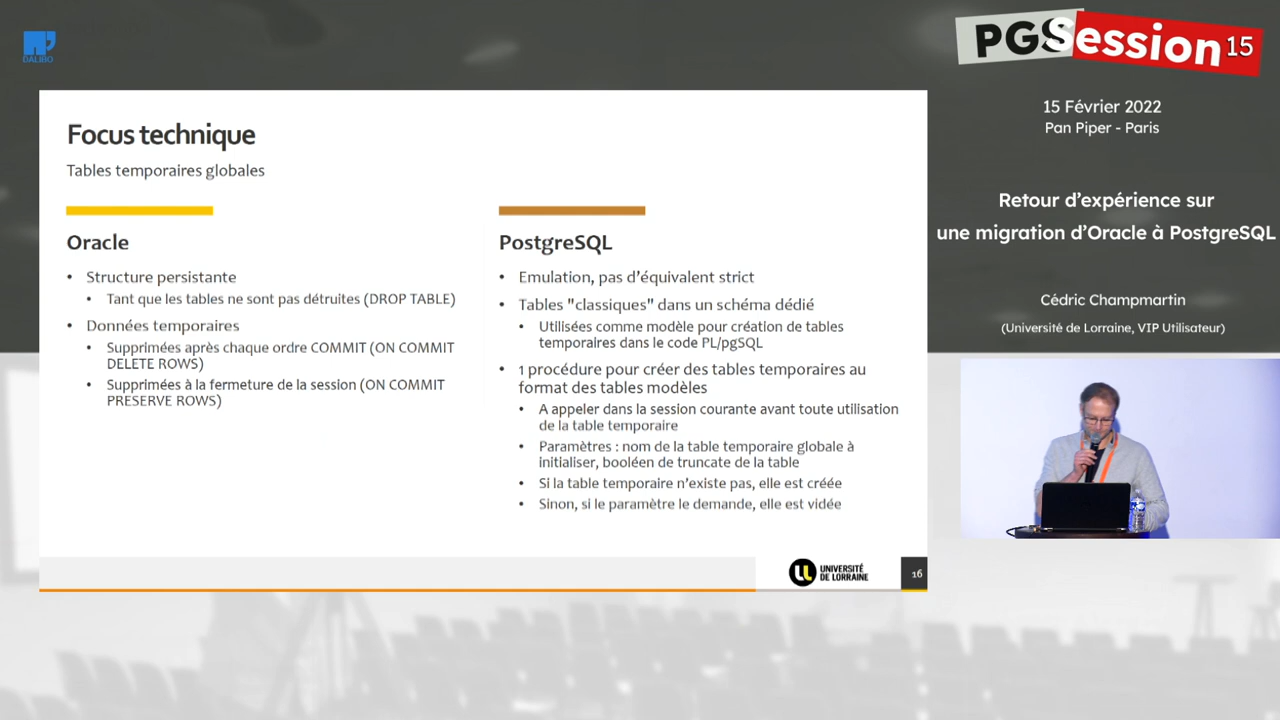 DALIBO
PGSession 15
15 Février 2022
Pan Piper - Paris
Retour d'expérience sur
une migration d'Oracle à PostgreSQL
Cédric Champmartin
(Université de Lorraine, VIP Utilisateur)
Focus technique
Tables temporaires globales
Oracle
• Structure persistante
• Tant que les tables ne sont pas détruites (DROP TABLE)
• Données temporaires
• Supprimées après chaque ordre COMMIT (ON COMMIT
DELETE ROWS)
• Supprimées à la fermeture de la session (ON COMMIT
PRESERVE ROWS)
PostgreSQL
• Emulation, pas d'équivalent strict
• Tables "classiques" dans un schéma dédié
• Utilisées comme modèle pour création de tables
temporaires dans le code PL/pgSQL
• 1 procédure pour créer des tables temporaires au
format des tables modèles
• A appeler dans la session courante avant toute utilisation
de la table temporaire
• Paramètres : nom de la table temporaire globale à
initialiser, booléen de truncate de la table
• Si la table temporaire n'existe pas, elle est créée
• Sinon, si le paramètre le demande, elle est vidée
UNIVERSITÉ
DE LORRAINE
16